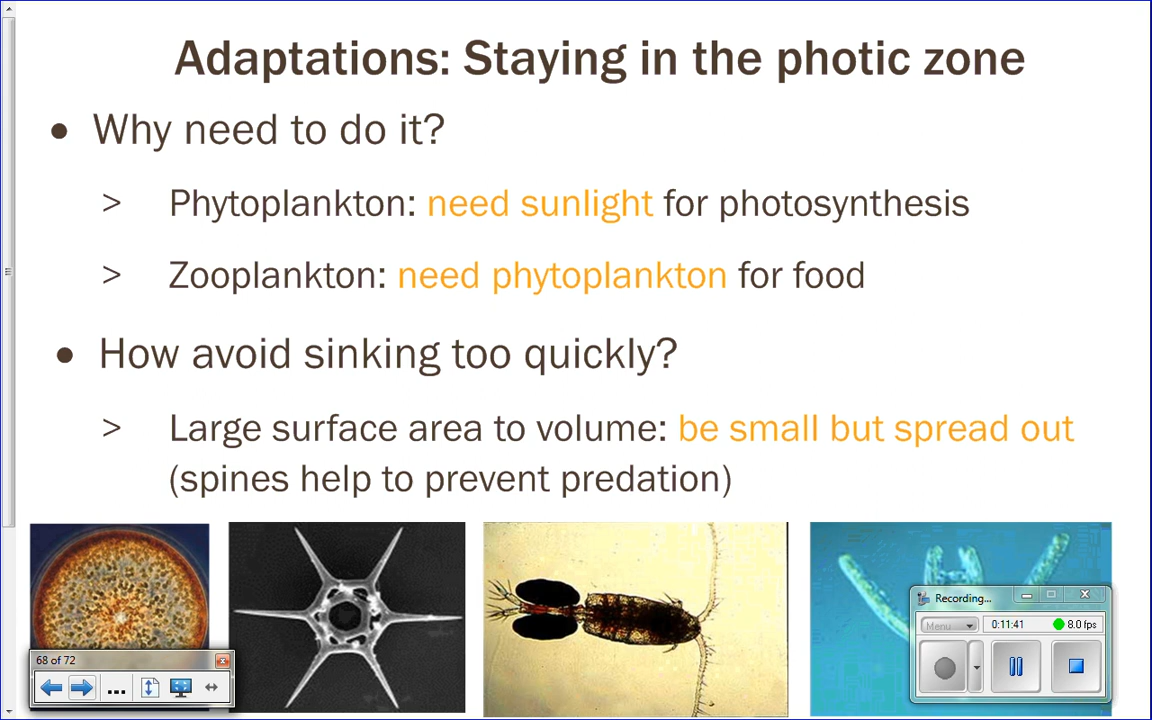 Adaptations: Staying in the photic zone
● Why need to do it?
> Phytoplankton: need sunlight for photosynthesis
> Zooplankton: need phytoplankton for food
● How avoid sinking too quickly?
> Large surface area to volume: be small but spread out
(spines help to prevent predation)
Recording...
Menu 0:11:41 8.0 fps
68 of 72